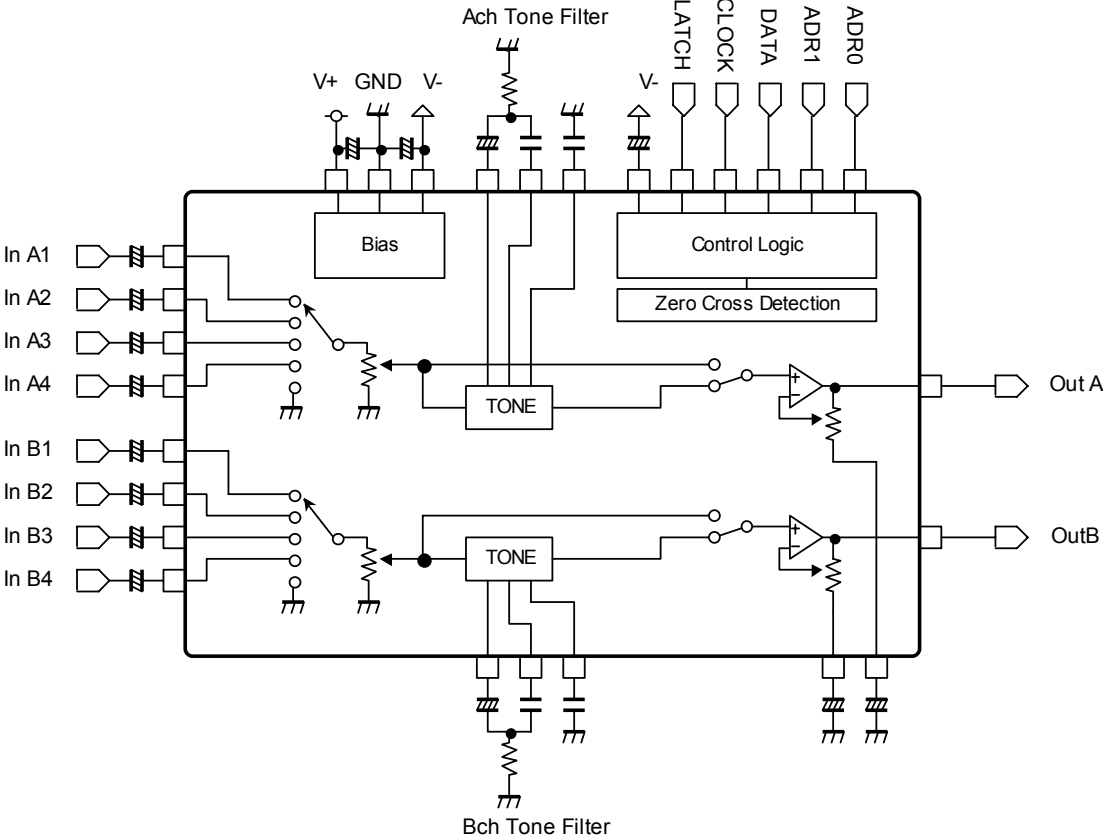 Ach Tone Filter
LATCH
CLOCK
DATA
ADR1
ADR0
V+
GND
V-
V-
Bias
Control Logic
Zero Cross Detection
In A1
In A2
In A3
In A4
TONE
+
-
Out A
In B1
In B2
In B3
In B4
TONE
+
-
OutB
Bch Tone Filter